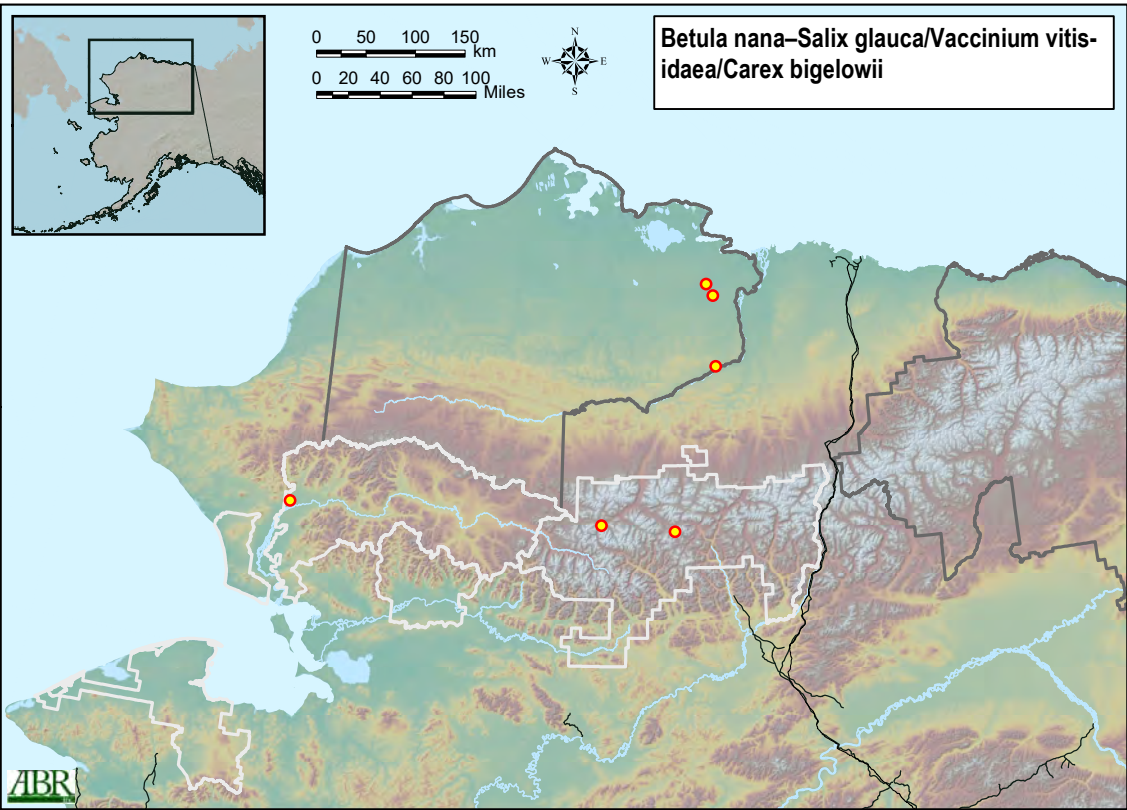 0 50 100 150
km
0 20 40 60 80 100
Miles
N
W E
S
Betula nana–Salix glauca/Vaccinium vitis-
idaea/Carex bigelowii
ABR